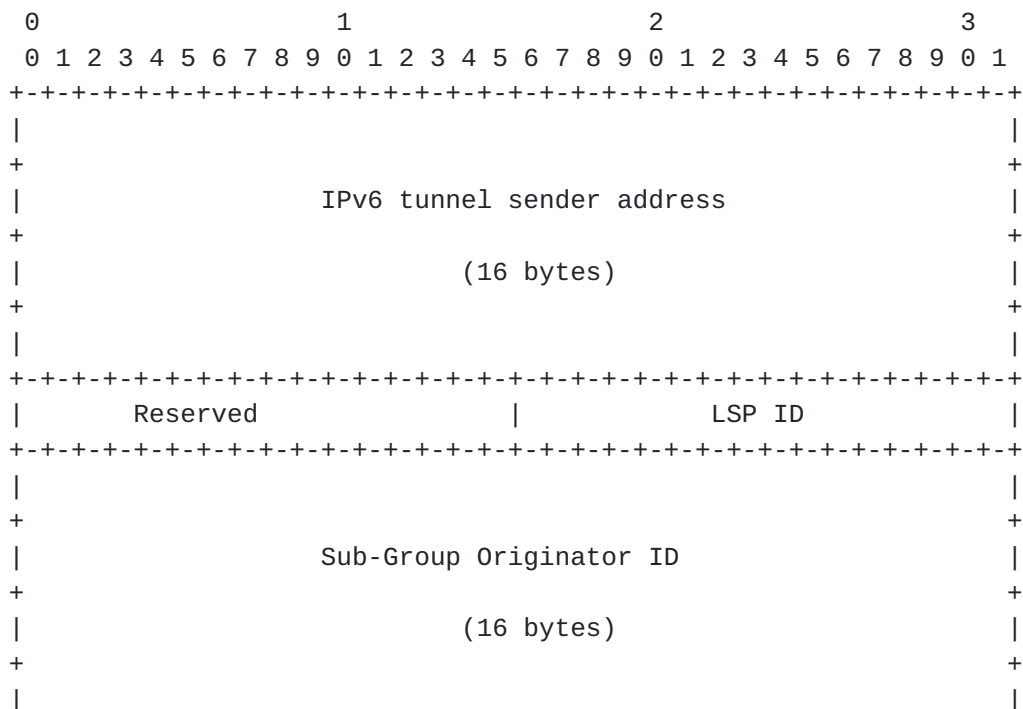 0                   1                   2                   3
 0 1 2 3 4 5 6 7 8 9 0 1 2 3 4 5 6 7 8 9 0 1 2 3 4 5 6 7 8 9 0 1
+-+-+-+-+-+-+-+-+-+-+-+-+-+-+-+-+-+-+-+-+-+-+-+-+-+-+-+-+-+-+-+-+
|                                                               |
+                                                               +
|                   IPv6 tunnel sender address                  |
+                                                               +
|                            (16 bytes)                         |
+                                                               +
|                                                               |
+-+-+-+-+-+-+-+-+-+-+-+-+-+-+-+-+-+-+-+-+-+-+-+-+-+-+-+-+-+-+-+-+
|       Reserved                |            LSP ID             |
+-+-+-+-+-+-+-+-+-+-+-+-+-+-+-+-+-+-+-+-+-+-+-+-+-+-+-+-+-+-+-+-+
|                                                               |
+                                                               +
|                   Sub-Group Originator ID                     |
+                                                               +
|                            (16 bytes)                         |
+                                                               +
|                                                               |